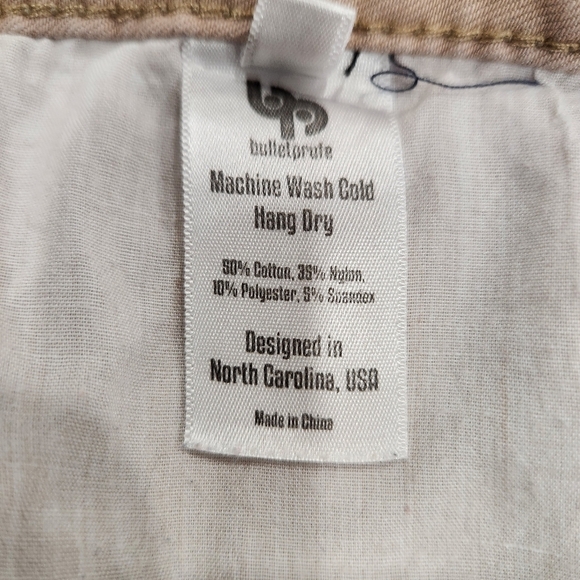 bp
bulletprufe
Machine Wash Cold
Hang Dry
50% Cotton, 35% Nylon,
10% Polyester, 5% Spandex
Designed in
North Carolina, USA
Made in China